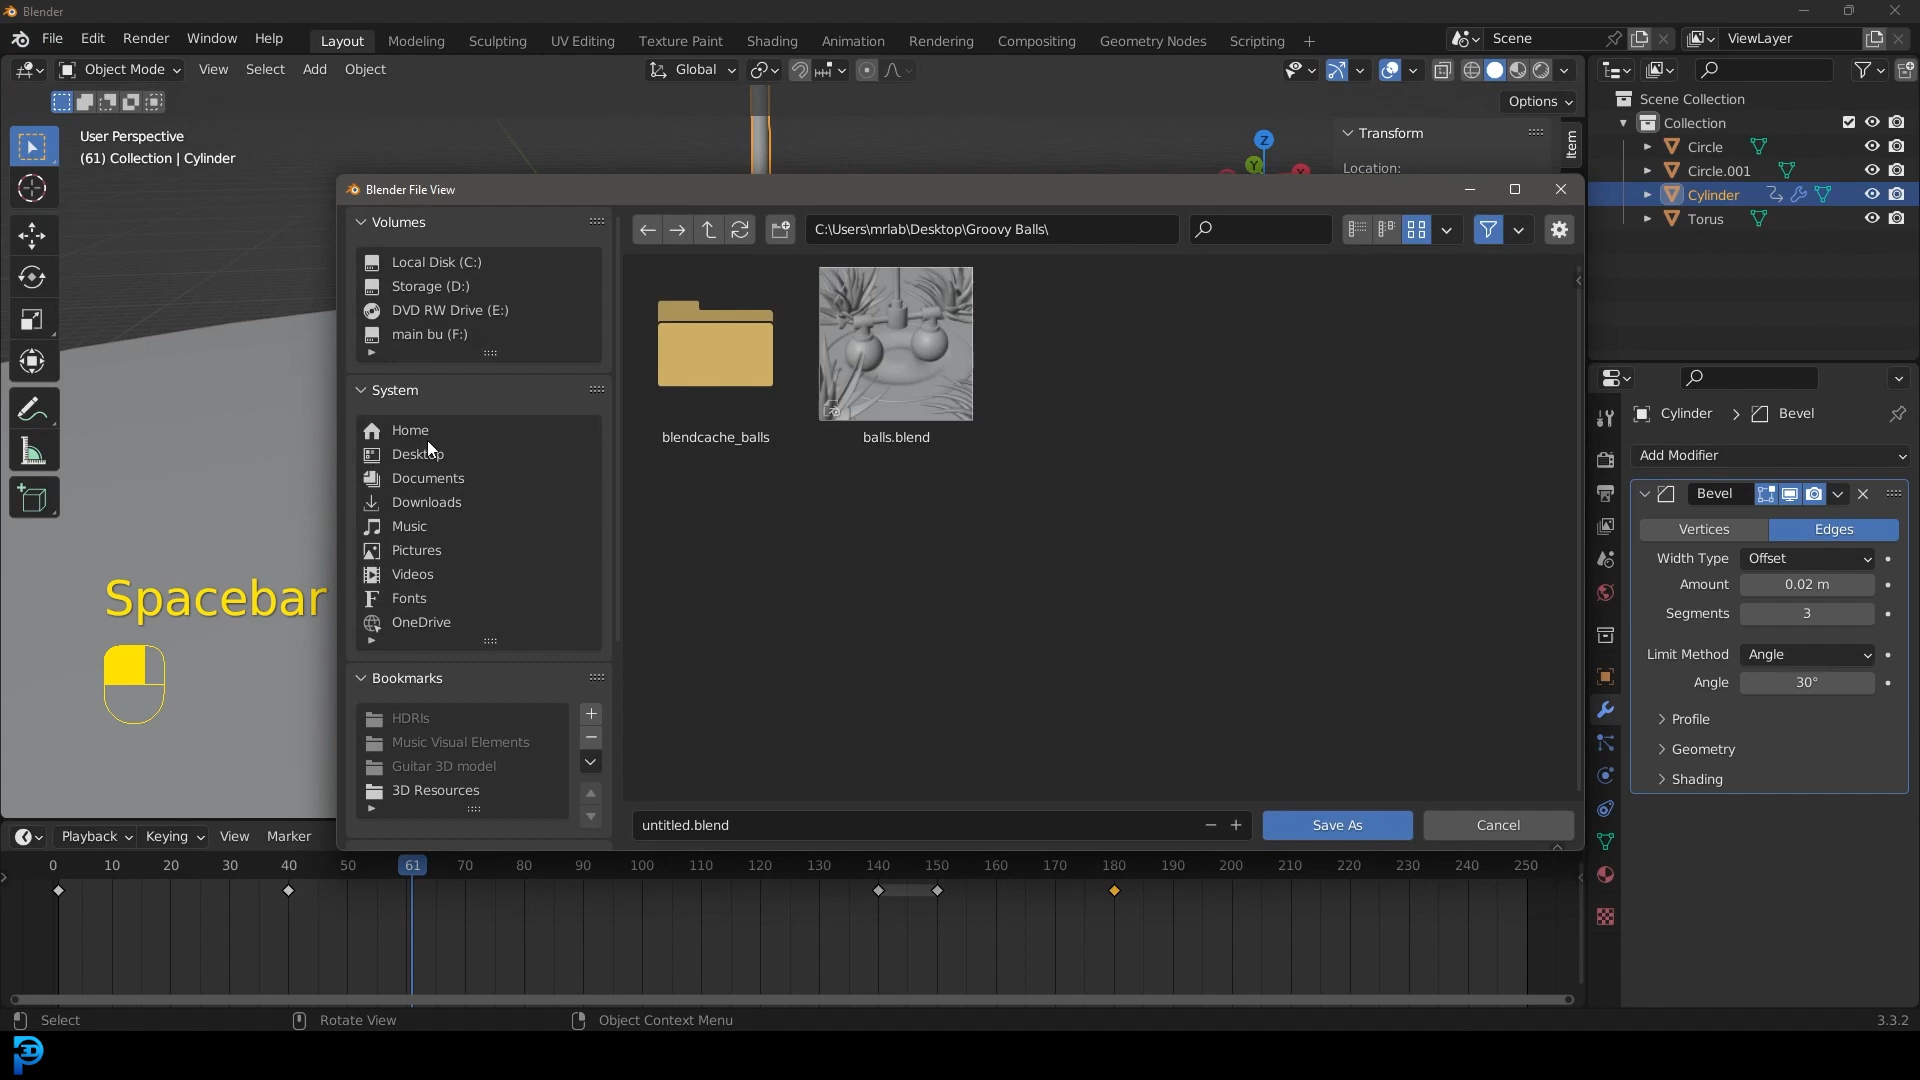 Blender
File Edit Render Window Help
Layout Modeling Sculpting UV Editing Texture Paint Shading Animation Rendering Compositing Geometry Nodes Scripting +
Scene
ViewLayer
Object Mode View Select Add Object
Global
Options
User Perspective
(61) Collection | Cylinder
Z
Y
X
Transform
Location:
Item
Scene Collection
Collection
Circle
Circle.001
Cylinder
Torus
Blender File View
Volumes
Local Disk (C:)
Storage (D:)
DVD RW Drive (E:)
main bu (F:)
System
Home
Desktop
Documents
Downloads
Music
Pictures
Videos
Fonts
OneDrive
Bookmarks
HDRIs
Music Visual Elements
Guitar 3D model
3D Resources
C:\Users\mrlab\Desktop\Groovy Balls\
blendcache_balls
balls.blend
untitled.blend
Save As
Cancel
Spacebar
Cylinder > Bevel
Add Modifier
Bevel
Vertices Edges
Width Type Offset
Amount 0.02 m
Segments 3
Limit Method Angle
Angle 30°
Profile
Geometry
Shading
Playback Keying View Marker
0 10 20 30 40 50 61 70 80 90 100 110 120 130 140 150 160 170 180 190 200 210 220 230 240 250
Select
Rotate View
Object Context Menu
3.3.2
3D